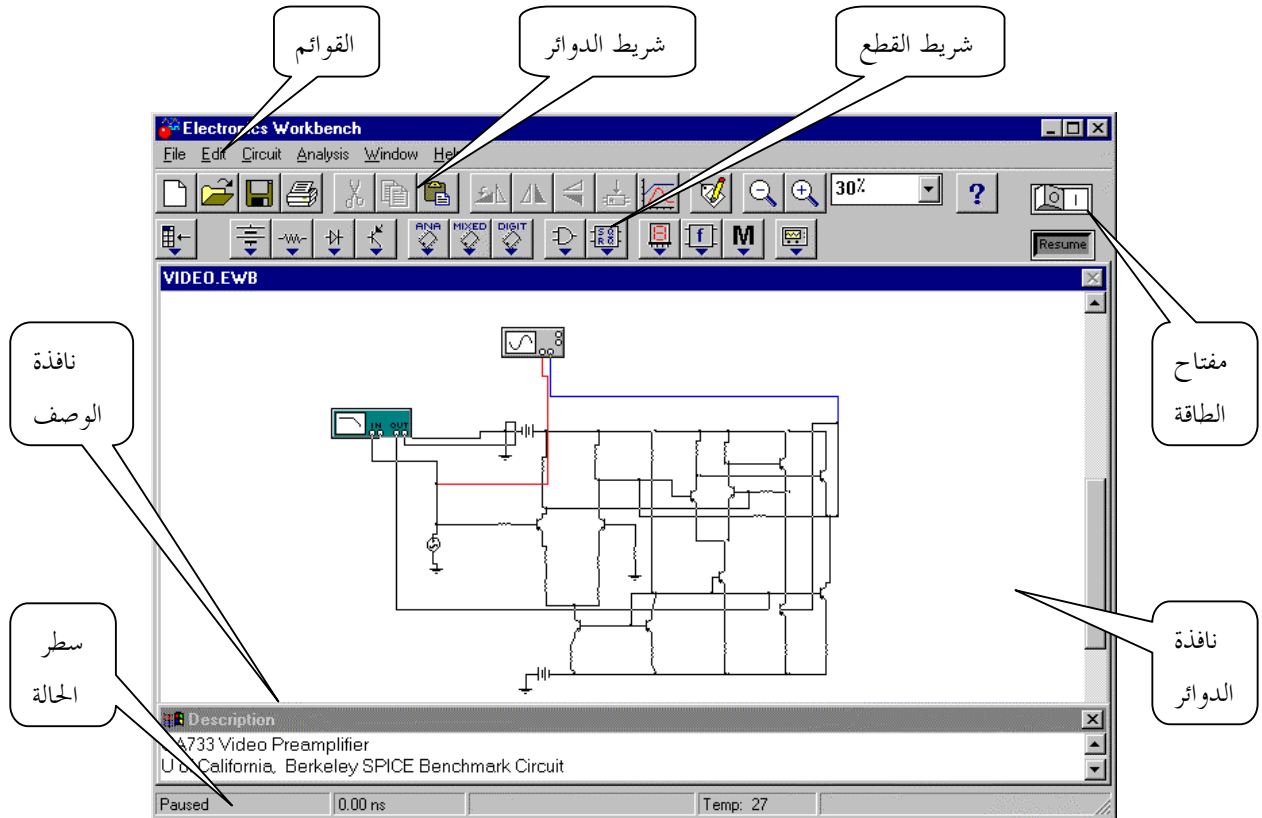 القوائم
شريط الدوائر
شريط القطع
Electronics Workbench
File Edit Circuit Analysis Window Help
30%
?
ANA MIXED DIGIT
M
Resume
VIDEO.EWB
IN OUT
نافذة
الوصف
مفتاح
الطاقة
سطر
الحالة
نافذة
الدوائر
Description
A733 Video Preamplifier
U of California, Berkeley SPICE Benchmark Circuit
Paused 0.00 ns Temp: 27